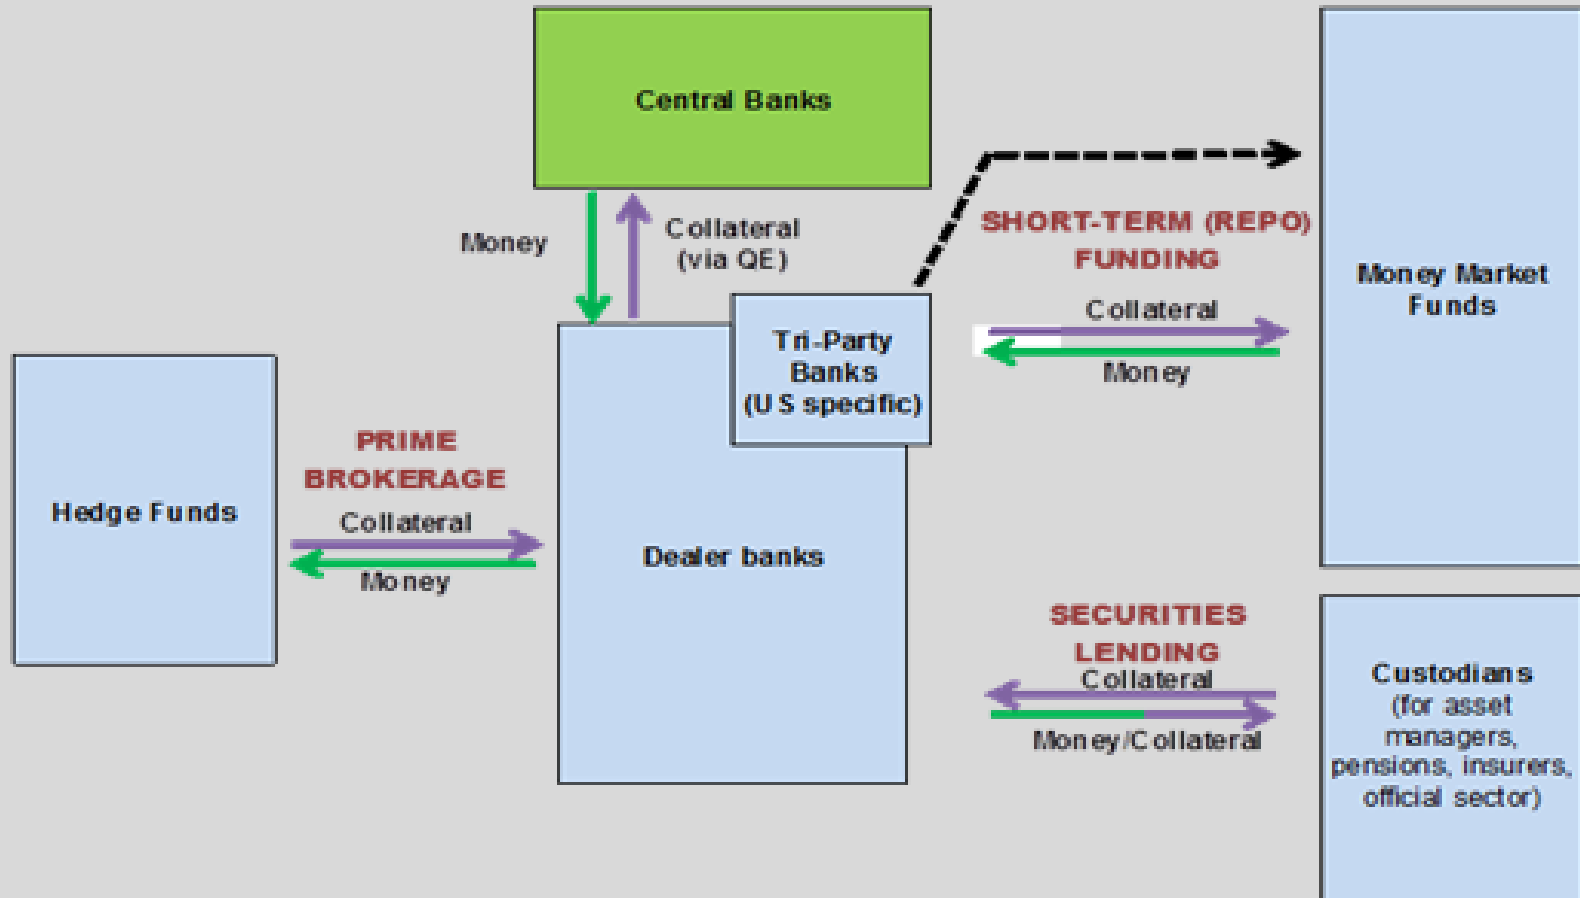 Central Banks
Money
Collateral
(via QE)
SHORT-TERM (REPO)
FUNDING
Collateral
Money
Money Market
Funds
Tri-Party
Banks
(US specific)
Hedge Funds
PRIME
BROKERAGE
Collateral
Money
Dealer banks
SECURITIES
LENDING
Collateral
Money/Collateral
Custodians
(for asset
managers,
pensions, insurers,
official sector)